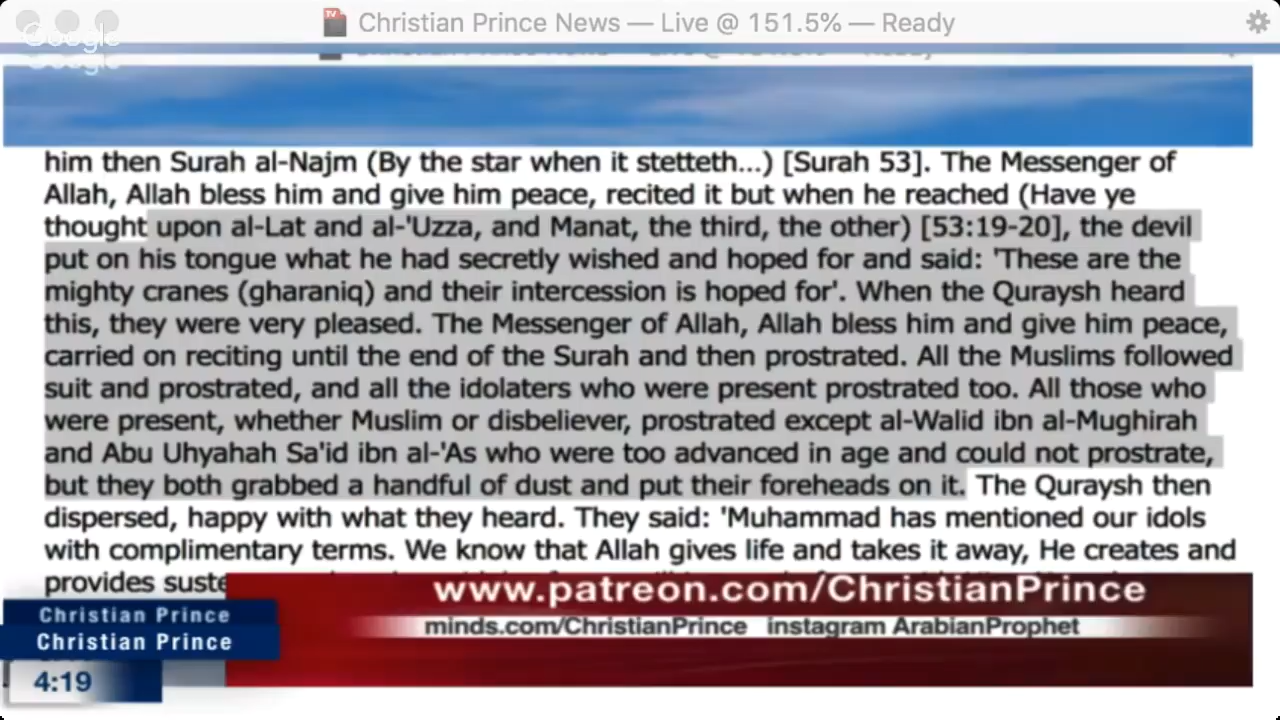 Christian Prince News — Live @ 151.5% — Ready
Google
Google
him then Surah al-Najm (By the star when it stetteth...) [Surah 53]. The Messenger of
Allah, Allah bless him and give him peace, recited it but when he reached (Have ye
thought upon al-Lat and al-'Uzza, and Manat, the third, the other) [53:19-20], the devil
put on his tongue what he had secretly wished and hoped for and said: 'These are the
mighty cranes (gharaniq) and their intercession is hoped for'. When the Quraysh heard
this, they were very pleased. The Messenger of Allah, Allah bless him and give him peace,
carried on reciting until the end of the Surah and then prostrated. All the Muslims followed
suit and prostrated, and all the idolaters who were present prostrated too. All those who
were present, whether Muslim or disbeliever, prostrated except al-Walid ibn al-Mughirah
and Abu Uhyahah Sa'id ibn al-'As who were too advanced in age and could not prostrate,
but they both grabbed a handful of dust and put their foreheads on it. The Quraysh then
dispersed, happy with what they heard. They said: 'Muhammad has mentioned our idols
with complimentary terms. We know that Allah gives life and takes it away, He creates and
provides suste
www.patreon.com/ChristianPrince
minds.com/ChristianPrince instagram ArabianProphet
Christian Prince
Christian Prince
4:19